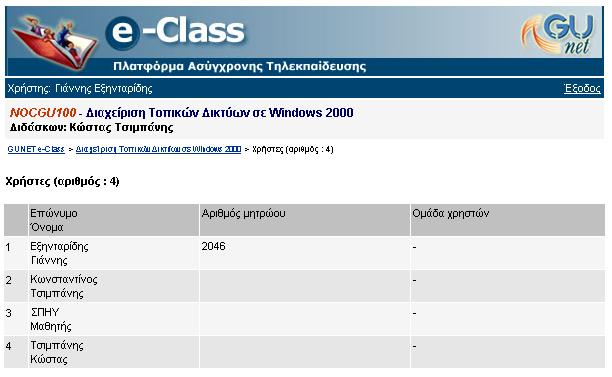 e-Class
GU
net
Πλατφόρμα Ασύγχρονης Τηλεκπαίδευσης
Χρήστης: Γιάννης Εξηνταρίδης Έξοδος
NOCGU100 - Διαχείριση Τοπικών Δικτύων σε Windows 2000
Διδάσκων: Κώστας Τσιμπάνης
GUNET e-Class > Διαχείριση Τοπικών Δικτύων σε Windows 2000 > Χρήστες (αριθμός : 4)
Χρήστες (αριθμός : 4)
Επώνυμο Αριθμός μητρώου Ομάδα χρηστών
Όνομα
1 Εξηνταρίδης 2046 -
Γιάννης
2 Κωνσταντίνος -
Τσιμπάνης
3 ΣΠΗΥ -
Μαθητής
4 Τσιμπάνης -
Κώστας